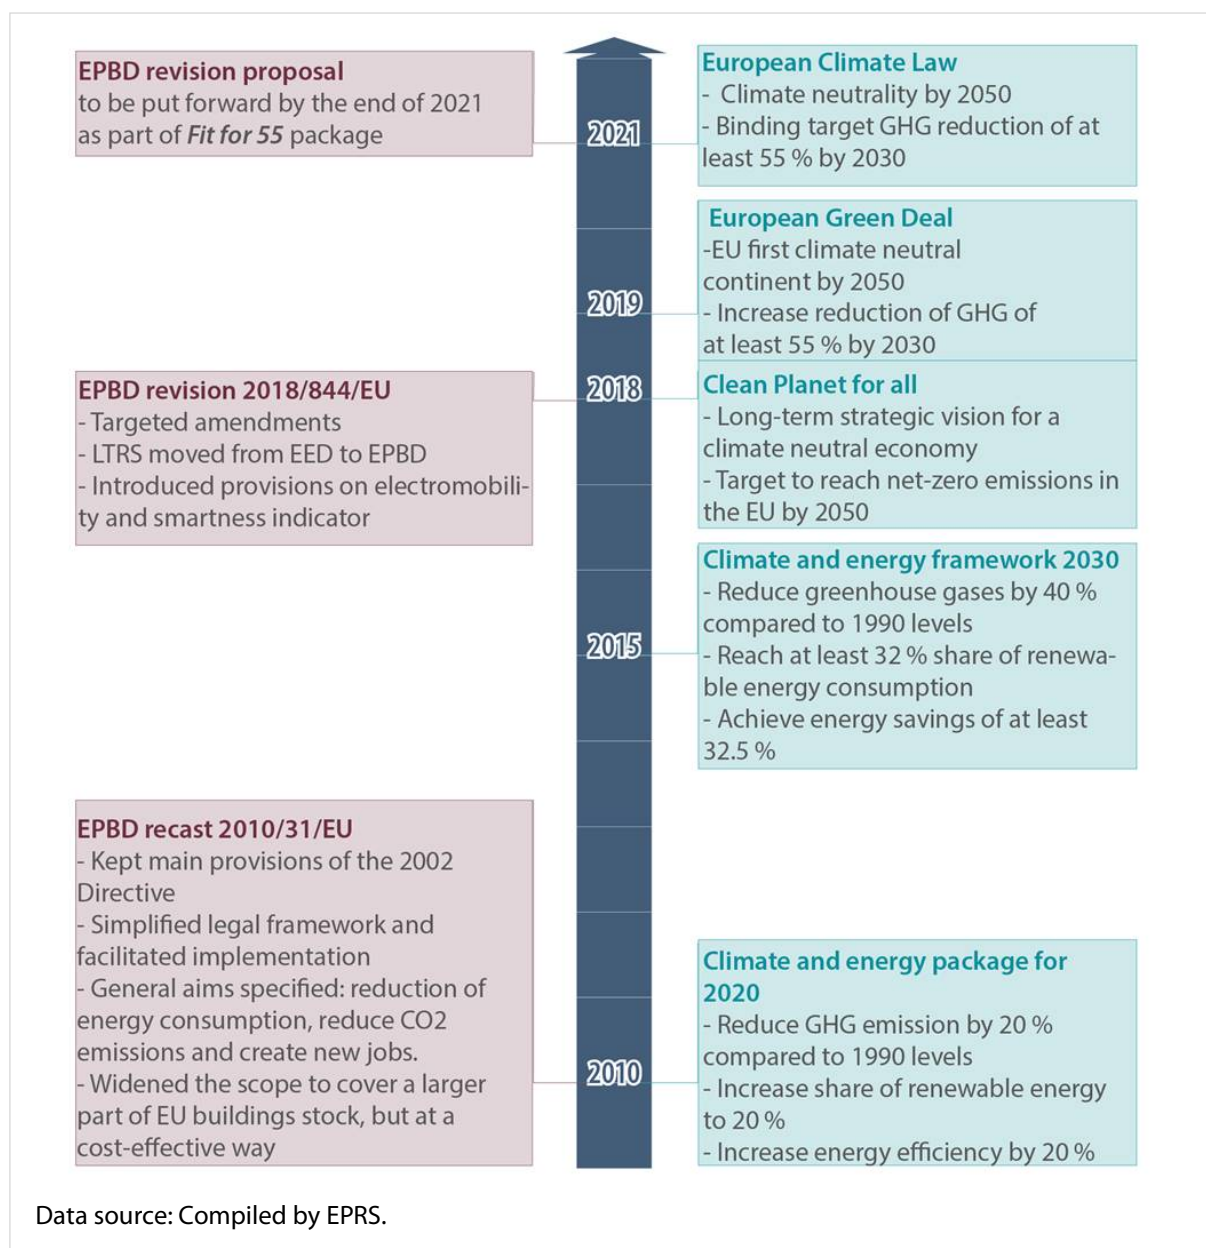 EPBD revision proposal
to be put forward by the end of 2021
as part of Fit for 55 package
2021
European Climate Law
- Climate neutrality by 2050
- Binding target GHG reduction of at
least 55 % by 2030
European Green Deal
-EU first climate neutral
continent by 2050
- Increase reduction of GHG of
at least 55 % by 2030
2019
EPBD revision 2018/844/EU
- Targeted amendments
- LTRS moved from EED to EPBD
- Introduced provisions on electromobili-
ty and smartness indicator
2018
Clean Planet for all
- Long-term strategic vision for a
climate neutral economy
- Target to reach net-zero emissions in
the EU by 2050
Climate and energy framework 2030
- Reduce greenhouse gases by 40 %
compared to 1990 levels
- Reach at least 32 % share of renewa-
ble energy consumption
- Achieve energy savings of at least
32.5 %
2015
EPBD recast 2010/31/EU
- Kept main provisions of the 2002
Directive
- Simplified legal framework and
facilitated implementation
- General aims specified: reduction of
energy consumption, reduce CO2
emissions and create new jobs.
- Widened the scope to cover a larger
part of EU buildings stock, but at a
cost-effective way
2010
Climate and energy package for
2020
- Reduce GHG emission by 20 %
compared to 1990 levels
- Increase share of renewable energy
to 20 %
- Increase energy efficiency by 20 %
Data source: Compiled by EPRS.